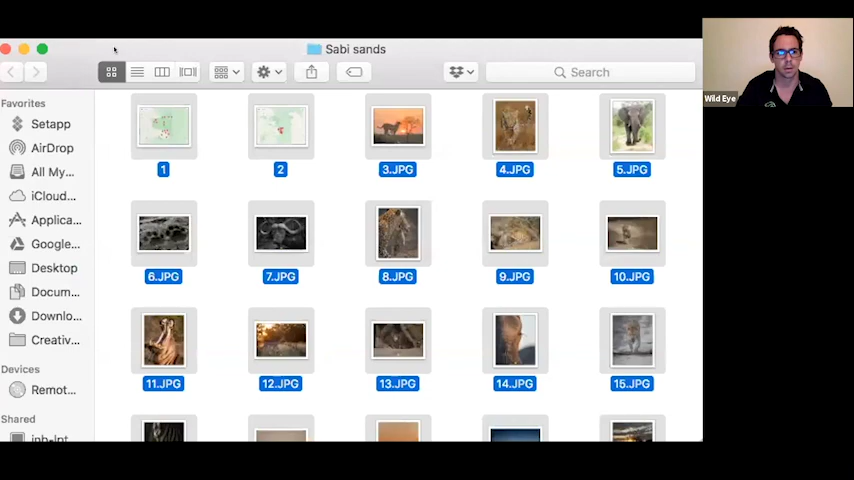 Sabi sands
Search
Wild Eye
Favorites
Setapp
AirDrop
All My...
iCloud...
Applica...
Google...
Desktop
Docum...
Downlo...
Creativ...
Devices
Remot...
Shared
1
2
3.JPG
4.JPG
5.JPG
6.JPG
7.JPG
8.JPG
9.JPG
10.JPG
11.JPG
12.JPG
13.JPG
14.JPG
15.JPG